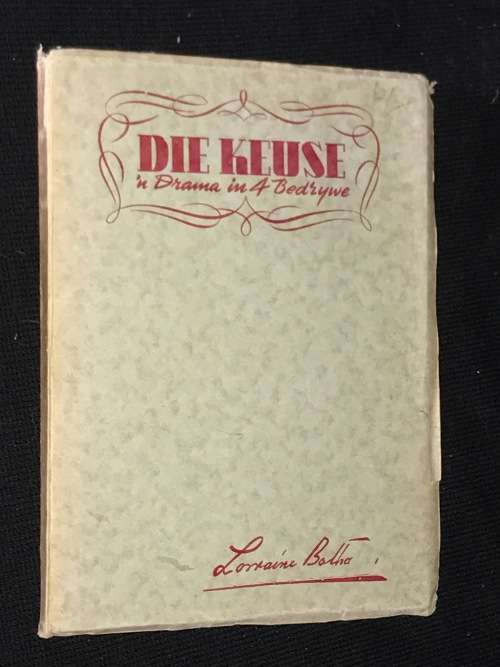 DIE KEUSE
'n Drama in 4 Bedrywe
Lorraine Botha